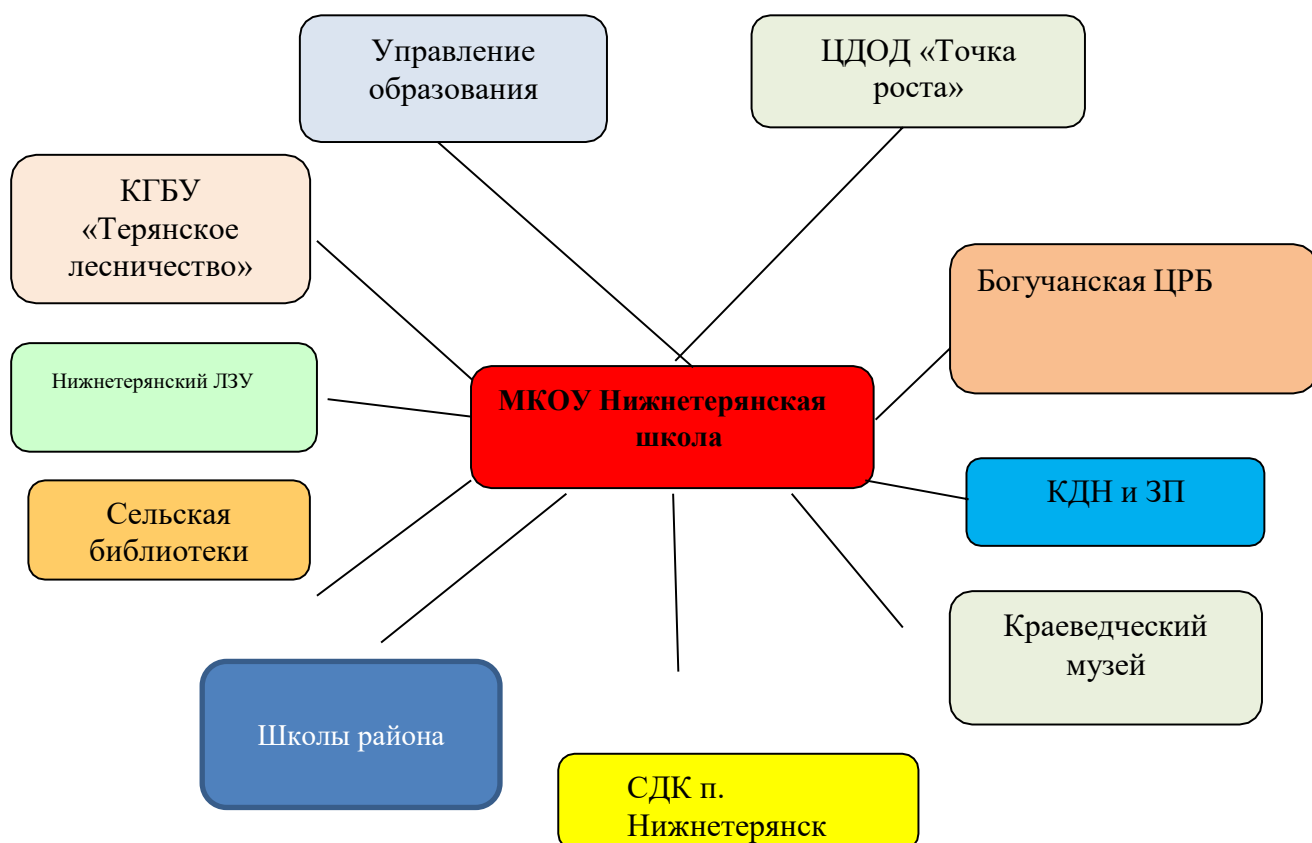 Управление
образования
ЦДОД «Точка
роста»
КГБУ
«Терянское
лесничество»
Богучанская ЦРБ
Нижнетерянский ЛЗУ
МКОУ Нижнетерянская
школа
КДН и ЗП
Сельская
библиотеки
Краеведческий
музей
Школы района
СДК п.
Нижнетерянск